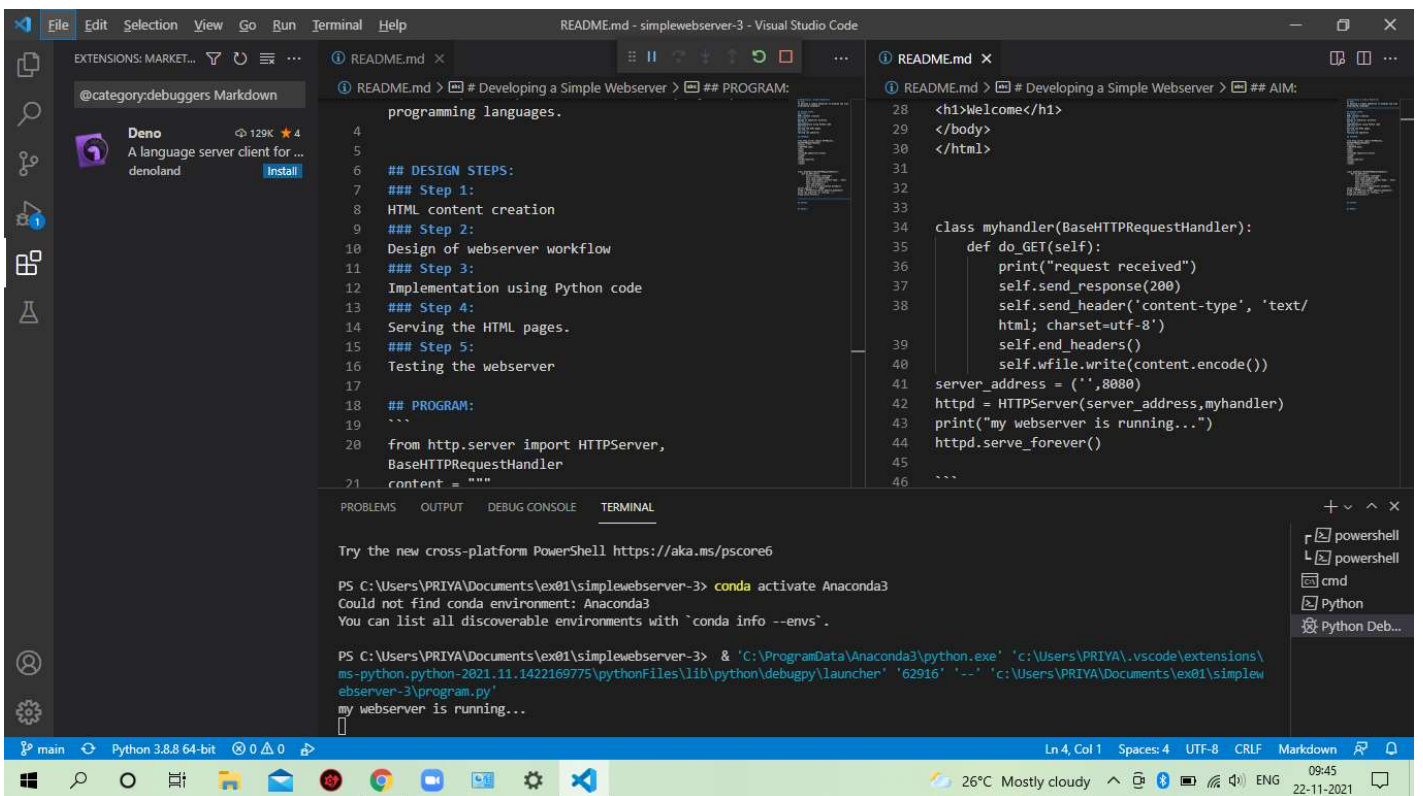 File Edit Selection View Go Run Terminal Help README.md - simplewebserver-3 - Visual Studio Code
EXTENSIONS: MARKET...
@category:debuggers Markdown
Deno 129K ★ 4
A language server client for ...
denoland Install
1
README.md
README.md > # Developing a Simple Webserver > ## PROGRAM:
programming languages.
4
5
6 ## DESIGN STEPS:
7 ### Step 1:
8 HTML content creation
9 ### Step 2:
10 Design of webserver workflow
11 ### Step 3:
12 Implementation using Python code
13 ### Step 4:
14 Serving the HTML pages.
15 ### Step 5:
16 Testing the webserver
17
18 ## PROGRAM:
19 ```
20 from http.server import HTTPServer,
BaseHTTPRequestHandler
21 content = """
README.md
README.md > # Developing a Simple Webserver > ## AIM:
28 <h1>Welcome</h1>
29 </body>
30 </html>
31
32
33
34 class myhandler(BaseHTTPRequestHandler):
35 def do_GET(self):
36 print("request received")
37 self.send_response(200)
38 self.send_header('content-type', 'text/
html; charset=utf-8')
39 self.end_headers()
40 self.wfile.write(content.encode())
41 server_address = ('',8080)
42 httpd = HTTPServer(server_address,myhandler)
43 print("my webserver is running...")
44 httpd.serve_forever()
45
46 ```
PROBLEMS OUTPUT DEBUG CONSOLE TERMINAL
Try the new cross-platform PowerShell https://aka.ms/pscore6
PS C:\Users\PRIYA\Documents\ex01\simplewebserver-3> conda activate Anaconda3
Could not find conda environment: Anaconda3
You can list all discoverable environments with `conda info --envs`.
PS C:\Users\PRIYA\Documents\ex01\simplewebserver-3> & 'C:\ProgramData\Anaconda3\python.exe' 'c:\Users\PRIYA\.vscode\extensions\
ms-python.python-2021.11.1422169775\pythonFiles\lib\python\debugpy\launcher' '62916' '--' 'c:\Users\PRIYA\Documents\ex01\simplew
ebserver-3\program.py'
my webserver is running...
powershell
powershell
cmd
Python
Python Deb...
main Python 3.8.8 64-bit 0 0 Ln 4, Col 1 Spaces: 4 UTF-8 CRLF Markdown
26°C Mostly cloudy ENG 09:45
22-11-2021